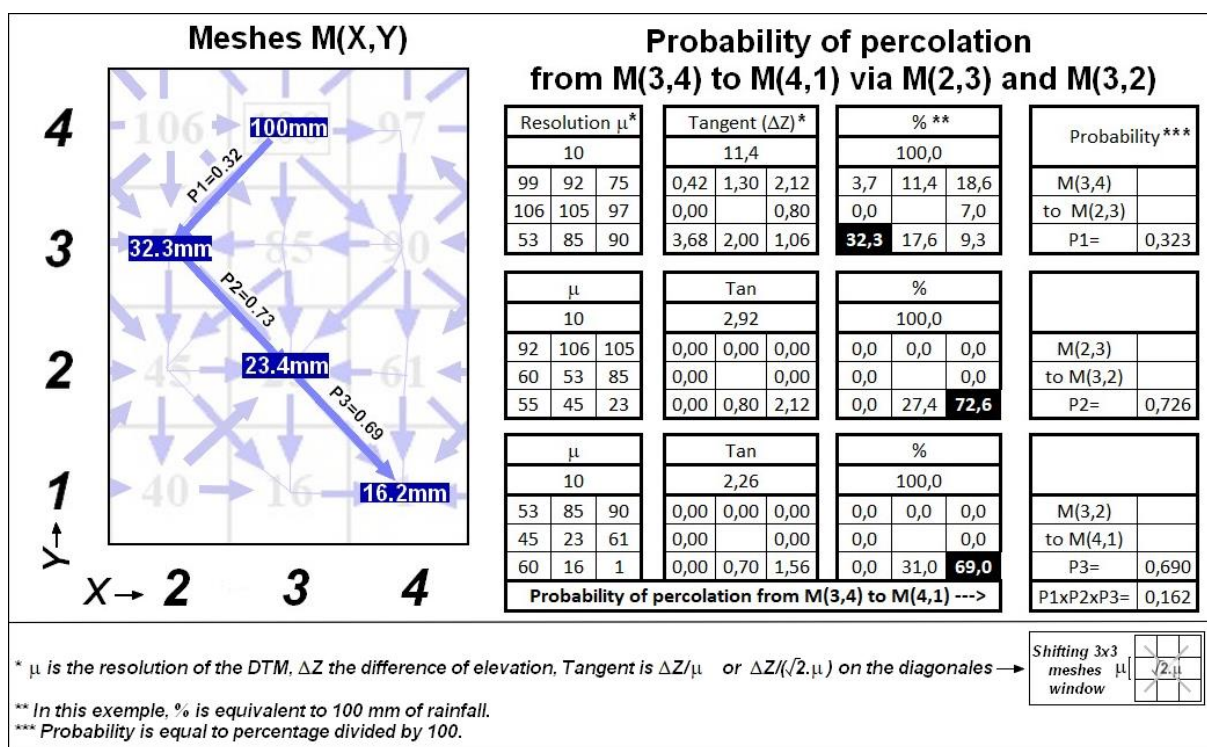 Meshes M(X,Y)
4
3
2
1
Y→
X→ 2 3 4
106 100mm 97
P1=0.32
32.3mm 85 90
P2=0.73
45 23.4mm 61
P3=0.69
40 16 16.2mm
Probability of percolation
from M(3,4) to M(4,1) via M(2,3) and M(3,2)
Resolution μ* Tangent (ΔZ)* % ** Probability***
10 11,4 100,0
99 92 75 0,42 1,30 2,12 3,7 11,4 18,6 M(3,4)
106 105 97 0,00 0,80 0,0 7,0 to M(2,3)
53 85 90 3,68 2,00 1,06 32,3 17,6 9,3 P1= 0,323
μ Tan %
10 2,92 100,0
92 106 105 0,00 0,00 0,00 0,0 0,0 0,0 M(2,3)
60 53 85 0,00 0,00 0,0 0,0 to M(3,2)
55 45 23 0,00 0,80 2,12 0,0 27,4 72,6 P2= 0,726
μ Tan %
10 2,26 100,0
53 85 90 0,00 0,00 0,00 0,0 0,0 0,0 M(3,2)
45 23 61 0,00 0,00 0,0 0,0 to M(4,1)
60 16 1 0,00 0,70 1,56 0,0 31,0 69,0 P3= 0,690
Probability of percolation from M(3,4) to M(4,1) ---> P1xP2xP3= 0,162
* μ is the resolution of the DTM, ΔZ the difference of elevation, Tangent is ΔZ/μ or ΔZ/(√2.μ) on the diagonales →
Shifting 3x3
meshes μ[ √2.μ
window
** In this exemple, % is equivalent to 100 mm of rainfall.
*** Probability is equal to percentage divided by 100.